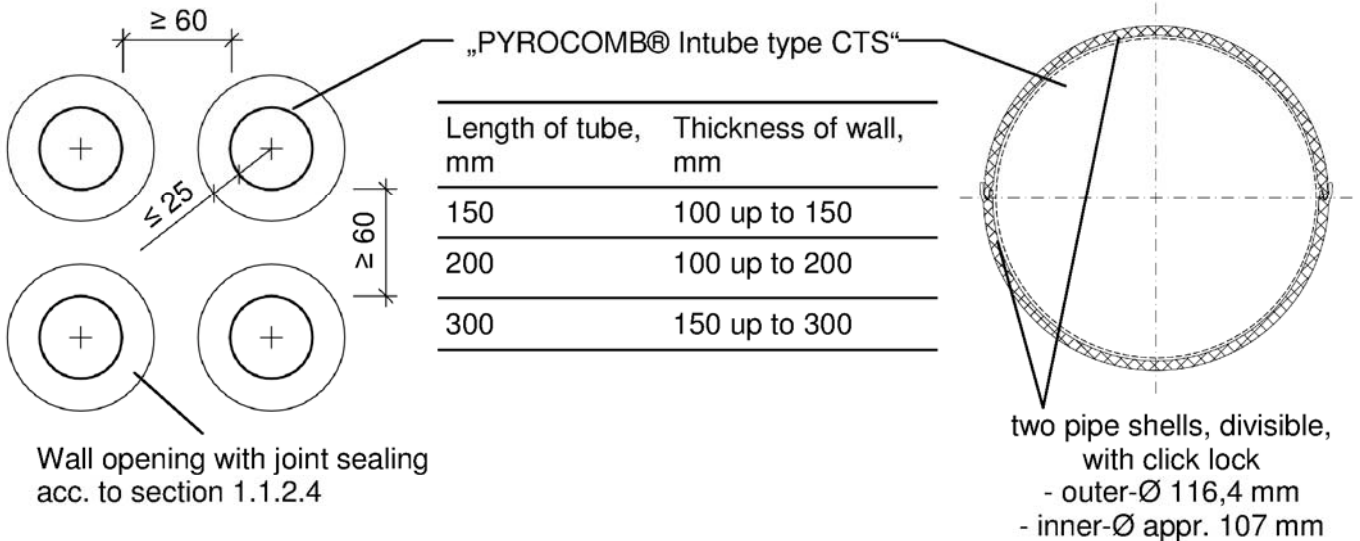 ≥ 60
„PYROCOMB® Intube type CTS“
≤ 25
≥ 60
Length of tube, mm	Thickness of wall, mm
150	100 up to 150
200	100 up to 200
300	150 up to 300
Wall opening with joint sealing
acc. to section 1.1.2.4
two pipe shells, divisible,
with click lock
- outer-Ø 116,4 mm
- inner-Ø appr. 107 mm